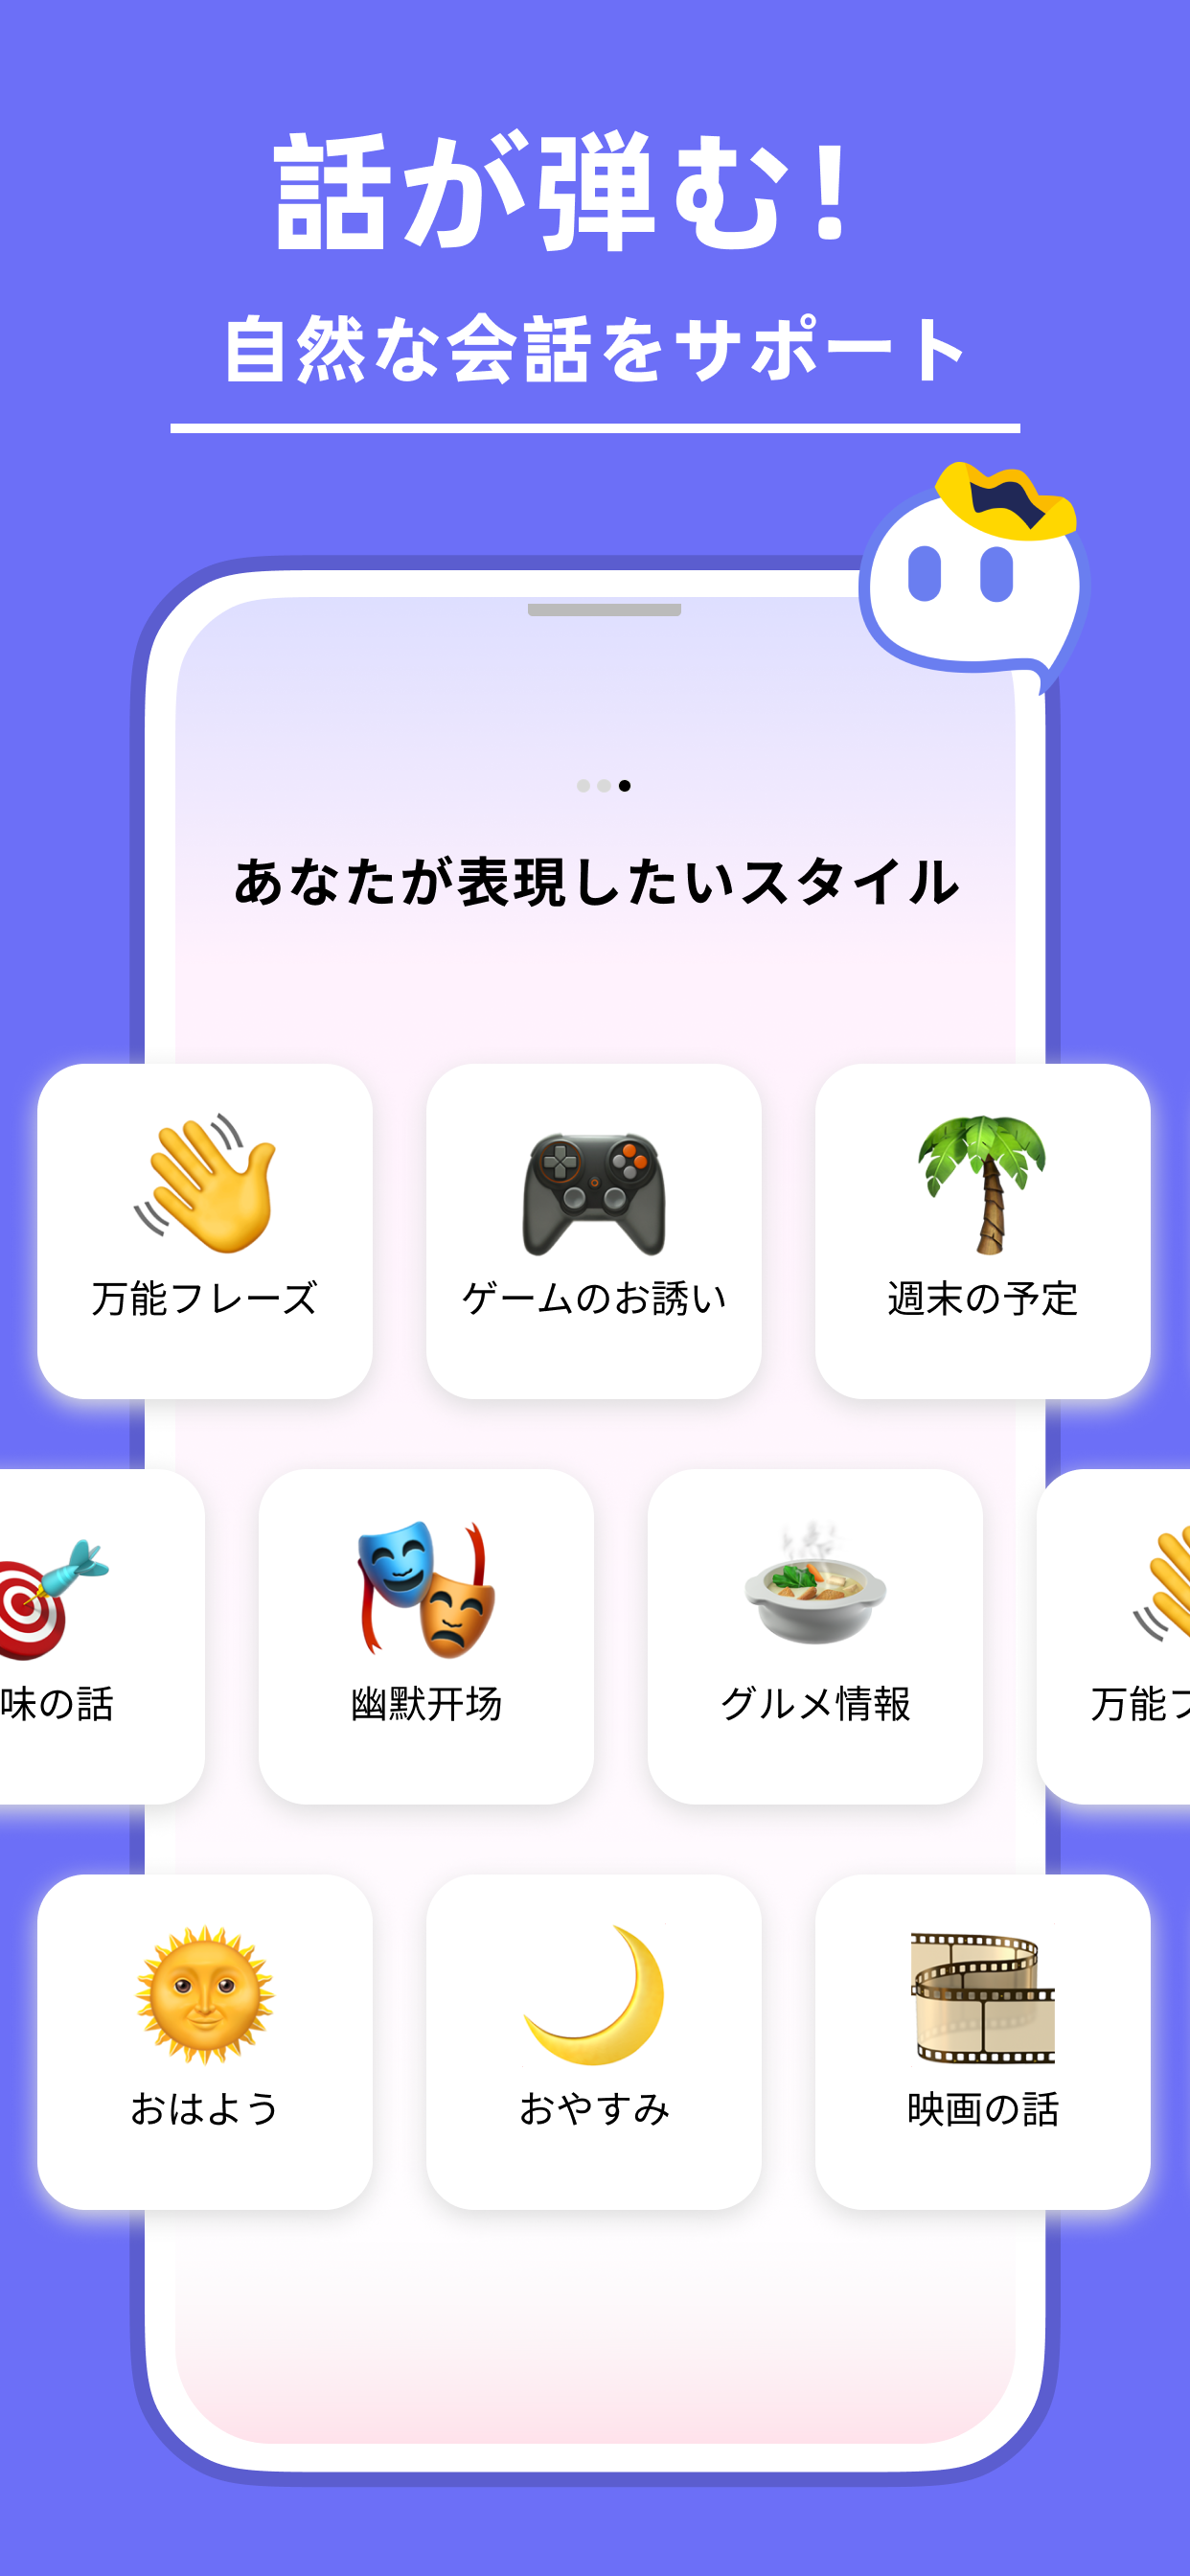 話が弾む!
自然な会話をサポート
あなたが表現したいスタイル
万能フレーズ
ゲームのお誘い
週末の予定
味の話
幽默开场
グルメ情報
万能フ
おはよう
おやすみ
映画の話